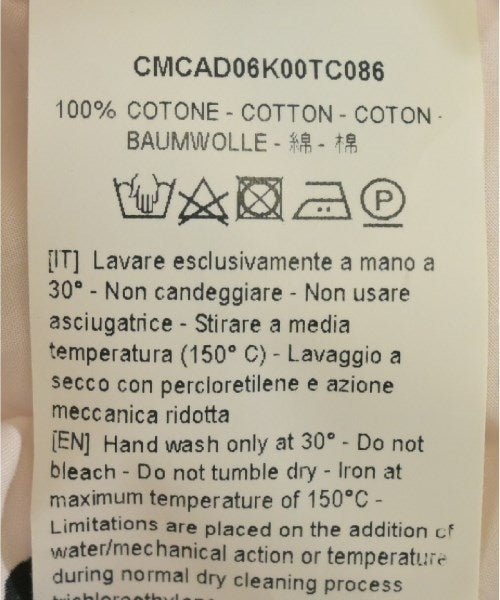 CMCAD06K00TC086
100% COTONE - COTTON - COTON -
BAUMWOLLE - 綿 - 棉
P
[IT] Lavare esclusivamente a mano a
30° - Non candeggiare - Non usare
asciugatrice - Stirare a media
temperatura (150° C) - Lavaggio a
secco con percloretilene e azione
meccanica ridotta
[EN] Hand wash only at 30° - Do not
bleach - Do not tumble dry - Iron at
maximum temperature of 150°C -
Limitations are placed on the addition of
water/mechanical action or temperature
during normal dry cleaning process